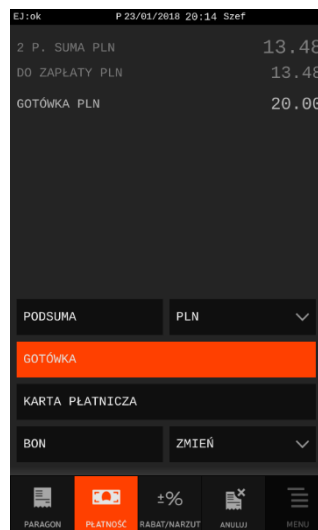 EJ:ok P 23/01/2018 20:14 Szef
2 P. SUMA PLN 13.48
DO ZAPŁATY PLN 13.48
GOTÓWKA PLN 20.00
PODSUMA PLN
GOTÓWKA
KARTA PŁATNICZA
BON ZMIEŃ
±%
PARAGON PŁATNOŚĆ RABAT/NARZUT ANULUJ MENU